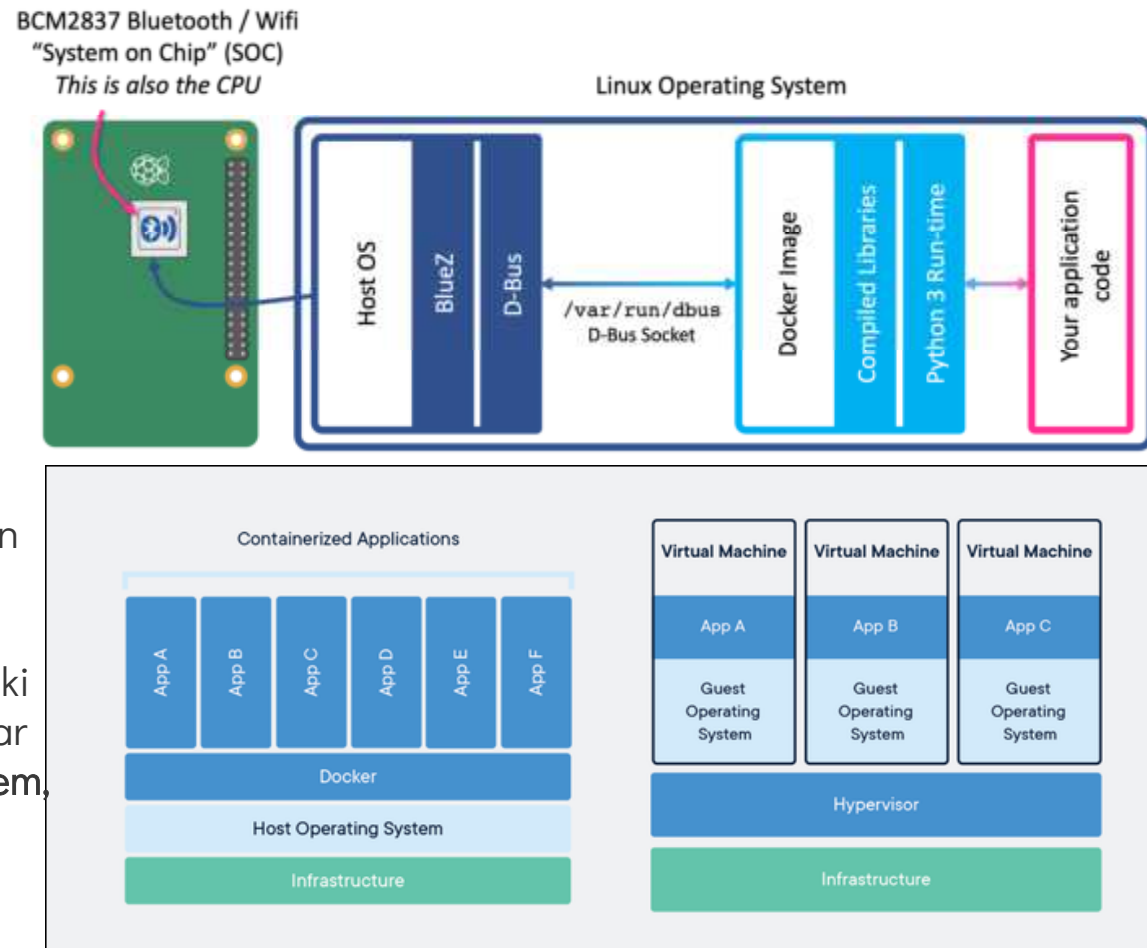 BCM2837 Bluetooth / Wifi
“System on Chip” (SOC)
This is also the CPU
Linux Operating System
Host OS
BlueZ
D-Bus
/var/run/dbus
D-Bus Socket
Docker Image
Compiled Libraries
Python 3 Run-time
Your application
code
n
ki
ar
em,
Containerized Applications
App A
App B
App C
App D
App E
App F
Docker
Host Operating System
Infrastructure
Virtual Machine
App A
Guest
Operating
System
Virtual Machine
App B
Guest
Operating
System
Virtual Machine
App C
Guest
Operating
System
Hypervisor
Infrastructure